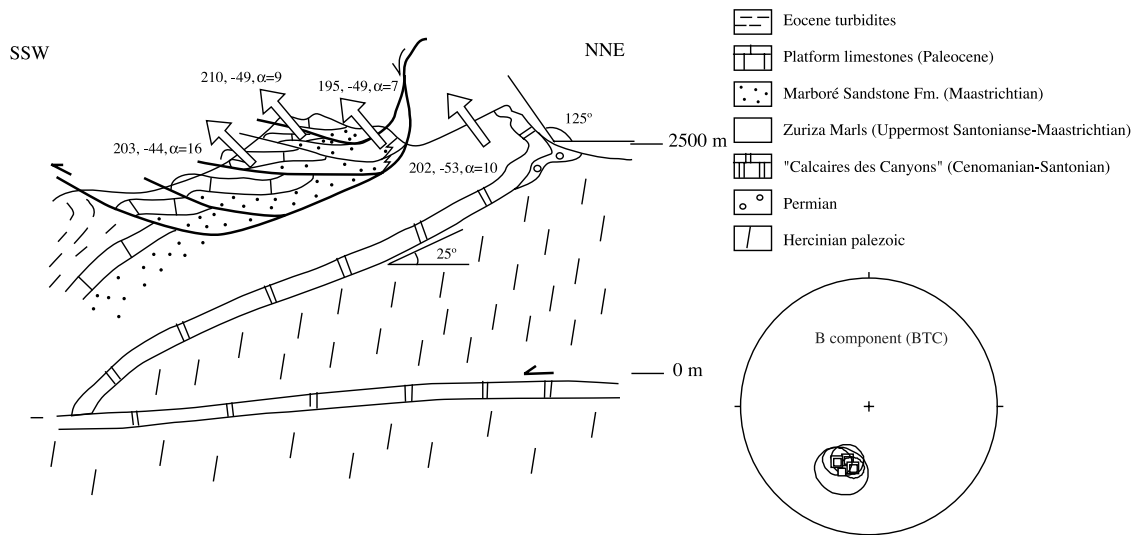 SSW
NNE
210, -49,α=9
195, -49,α=7
203, -44,α=16
202, -53,α=10
125º
2500 m
25º
0 m
Eocene turbidites
Platform limestones (Paleocene)
Marboré Sandstone Fm. (Maastrichtian)
Zuriza Marls (Uppermost Santonianse-Maastrichtian)
"Calcaires des Canyons" (Cenomanian-Santonian)
Permian
Hercinian palezoic
B component (BTC)